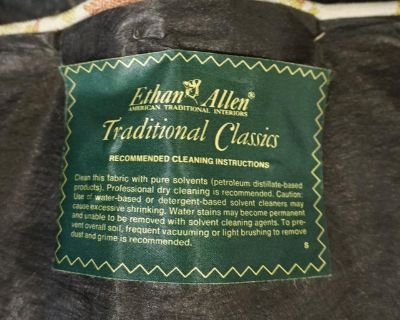 Ethan Allen®
AMERICAN TRADITIONAL INTERIORS
Traditional Classics
RECOMMENDED CLEANING INSTRUCTIONS
Clean this fabric with pure solvents (petroleum distillate-based
products). Professional dry cleaning is recommended. Caution:
Use of water-based or detergent-based solvent cleaners may
cause excessive shrinking. Water stains may become permanent
and unable to be removed with solvent cleaning agents. To pre-
vent overall soil, frequent vacuuming or light brushing to remove
dust and grime is recommended.
S